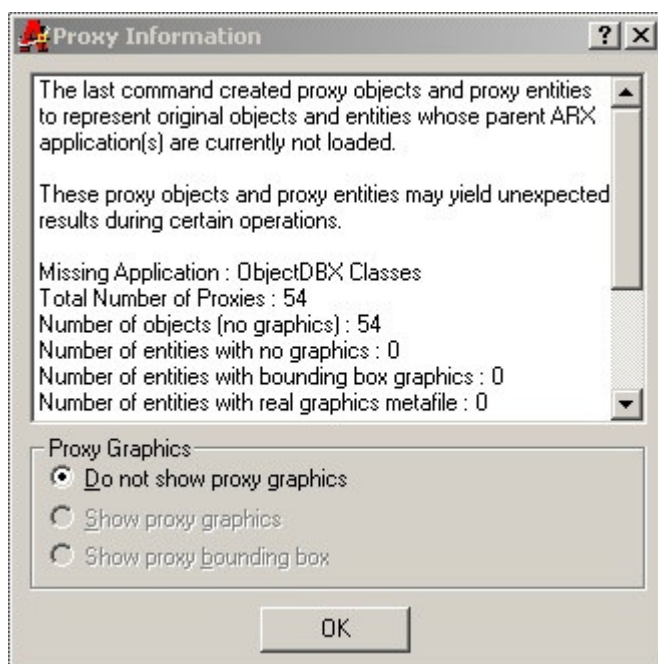 Proxy Information
The last command created proxy objects and proxy entities
to represent original objects and entities whose parent ARX
application(s) are currently not loaded.
These proxy objects and proxy entities may yield unexpected
results during certain operations.
Missing Application : ObjectDBX Classes
Total Number of Proxies : 54
Number of objects (no graphics) : 54
Number of entities with no graphics : 0
Number of entities with bounding box graphics : 0
Number of entities with real graphics metafile : 0
Proxy Graphics
Do not show proxy graphics
Show proxy graphics
Show proxy bounding box
OK